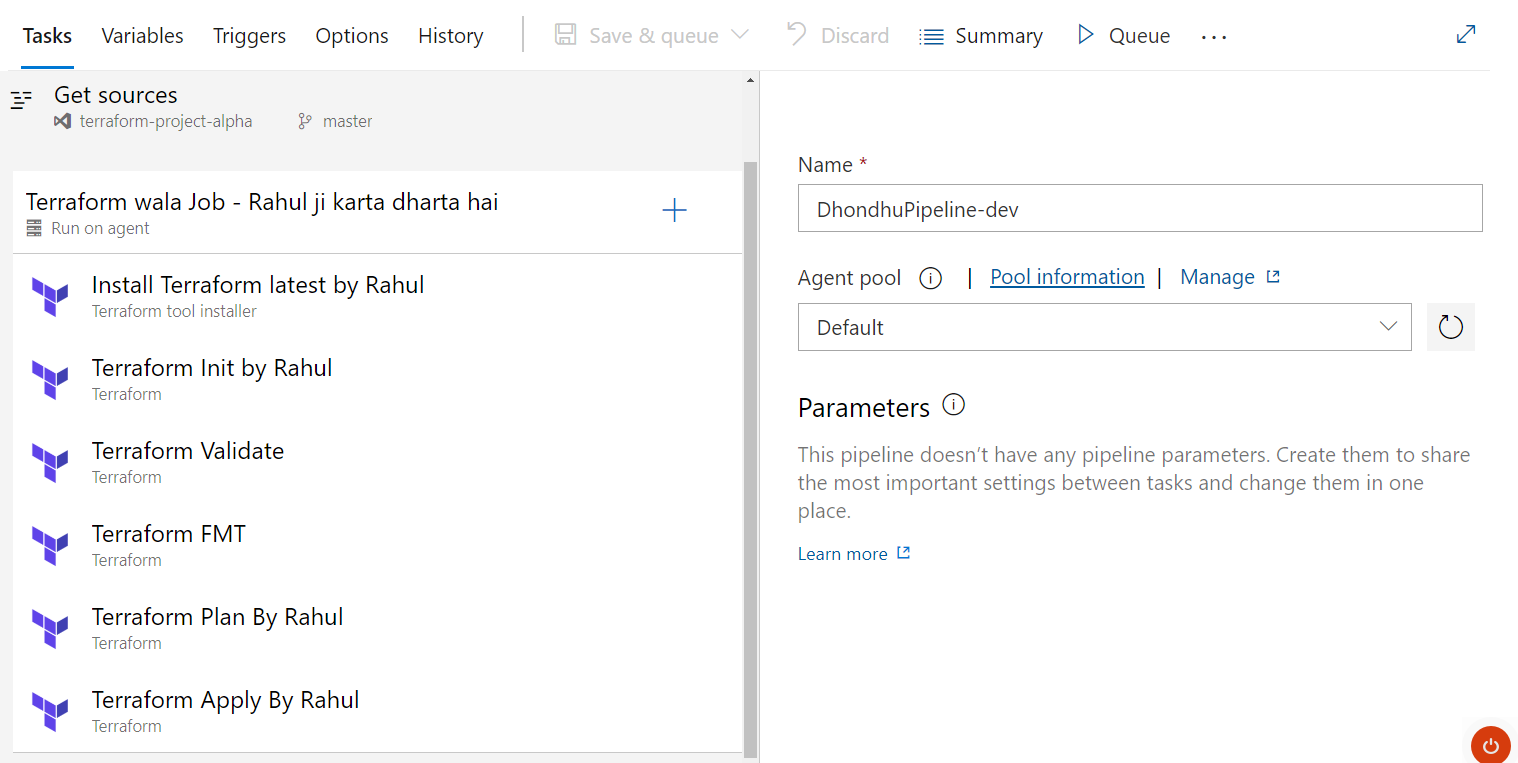 Tasks Variables Triggers Options History Save & queue Discard Summary Queue ...
Get sources
terraform-project-alpha master
Terraform wala Job - Rahul ji karta dharta hai
Run on agent
Install Terraform latest by Rahul
Terraform tool installer
Terraform Init by Rahul
Terraform
Terraform Validate
Terraform
Terraform FMT
Terraform
Terraform Plan By Rahul
Terraform
Terraform Apply By Rahul
Terraform
Name *
DhondhuPipeline-dev
Agent pool | Pool information | Manage
Default
Parameters
This pipeline doesn’t have any pipeline parameters. Create them to share
the most important settings between tasks and change them in one
place.
Learn more